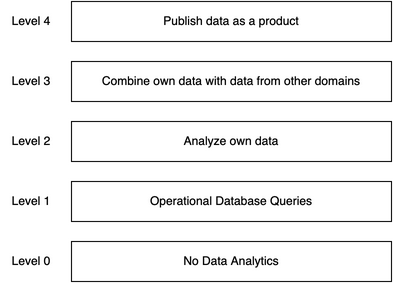 Level 4 Publish data as a product
Level 3 Combine own data with data from other domains
Level 2 Analyze own data
Level 1 Operational Database Queries
Level 0 No Data Analytics